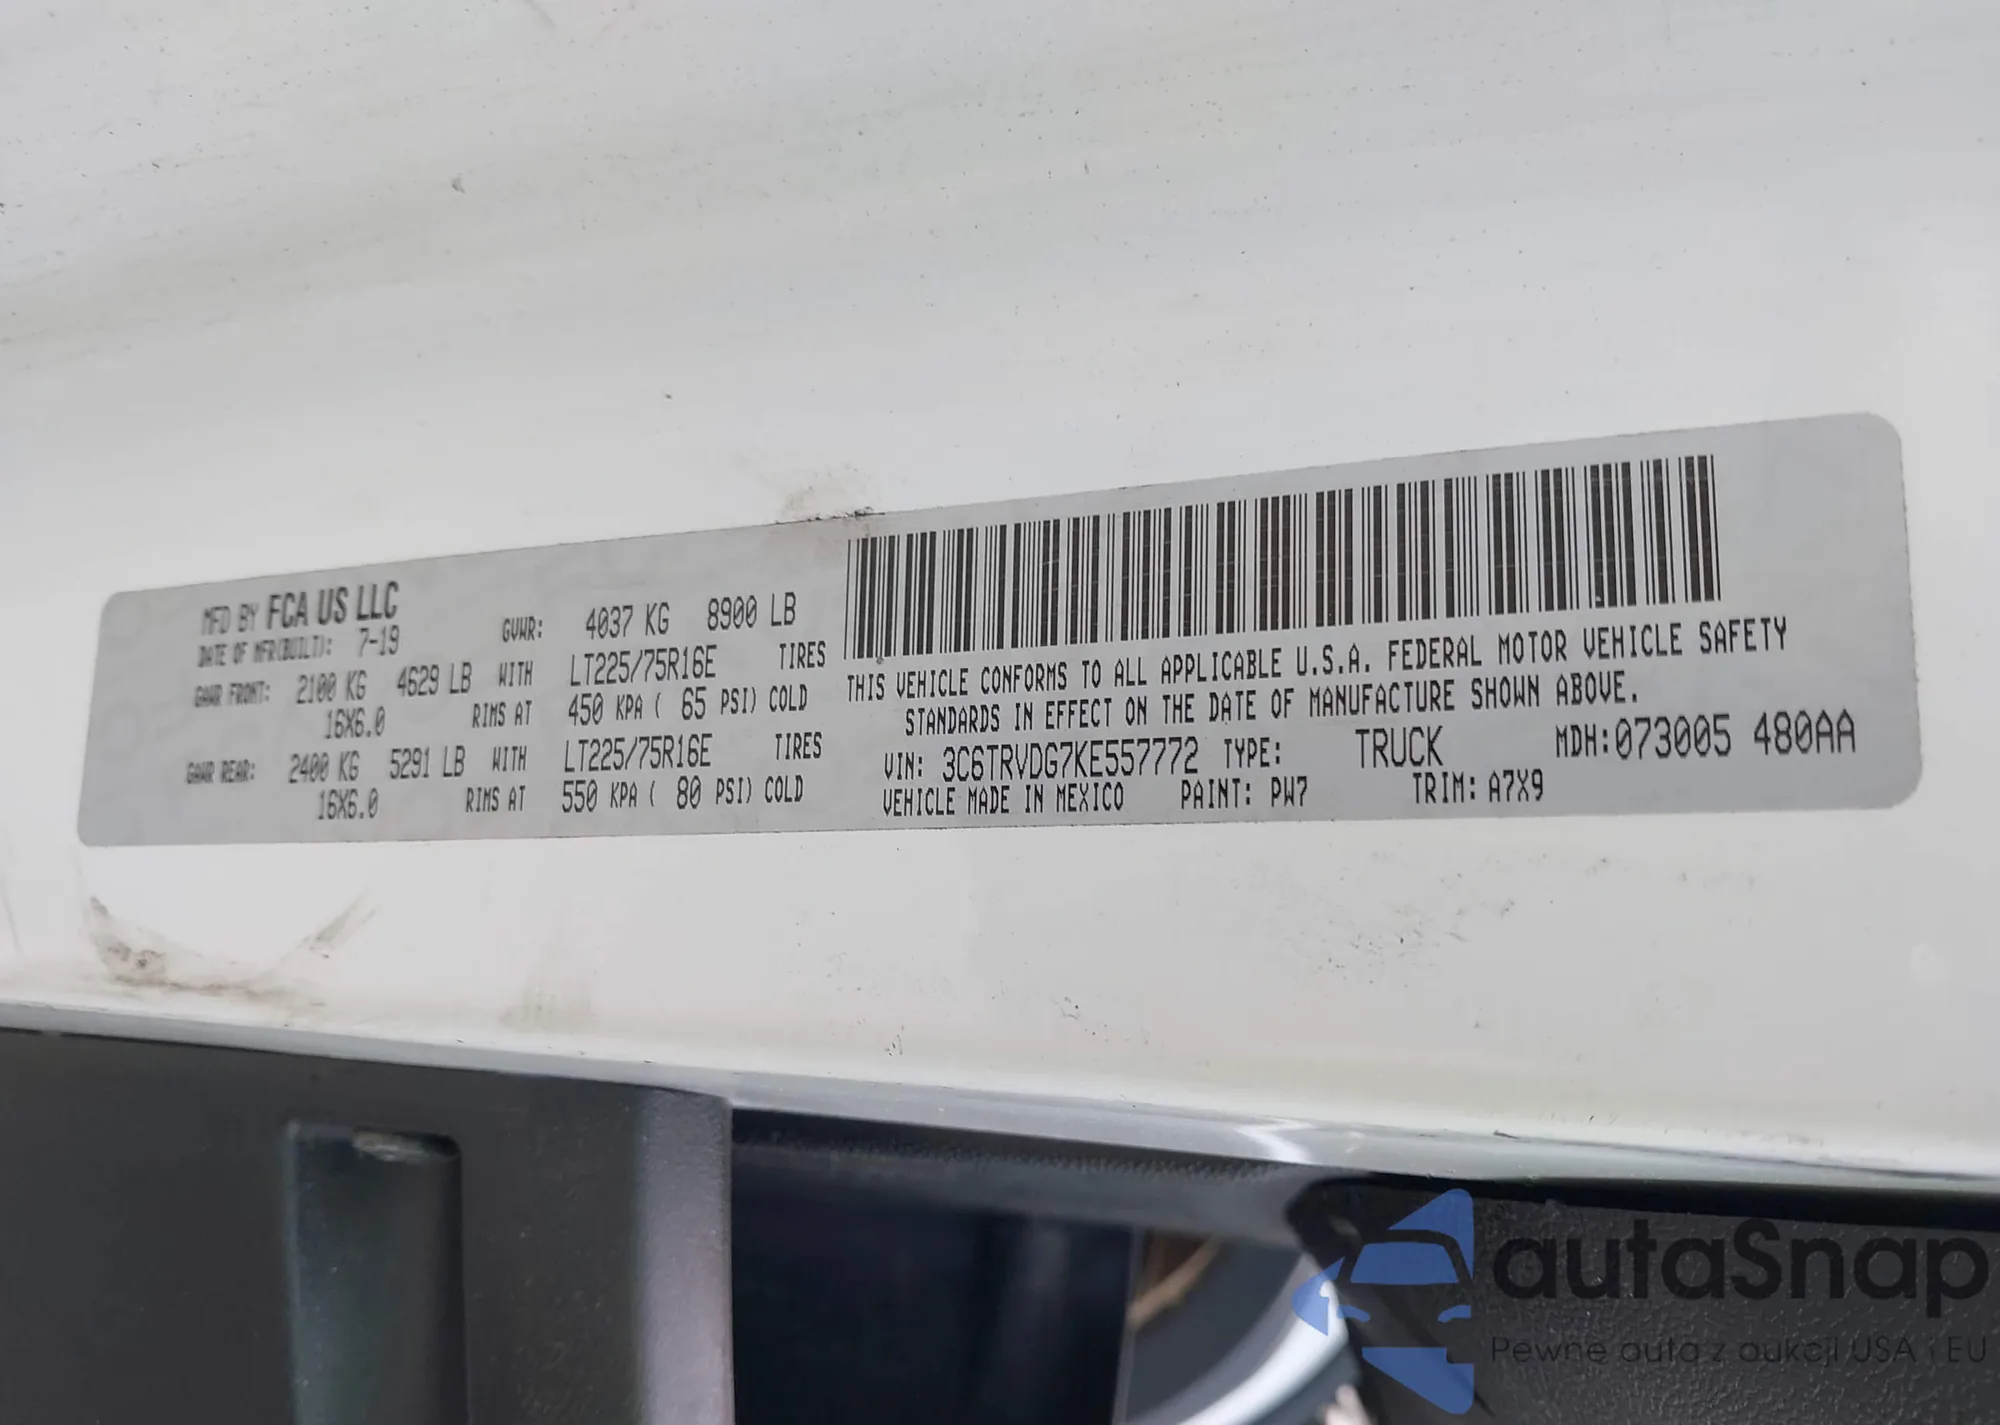 MFD BY FCA US LLC
DATE OF MFR(BUILT): 7-19 GVWR: 4037 KG 8900 LB
GAWR FRONT: 2100 KG 4629 LB WITH LT225/75R16E TIRES
16X6.0 RIMS AT 450 KPA ( 65 PSI) COLD
GAWR REAR: 2400 KG 5291 LB WITH LT225/75R16E TIRES
16X6.0 RIMS AT 550 KPA ( 80 PSI) COLD
THIS VEHICLE CONFORMS TO ALL APPLICABLE U.S.A. FEDERAL MOTOR VEHICLE SAFETY
STANDARDS IN EFFECT ON THE DATE OF MANUFACTURE SHOWN ABOVE.
VIN: 3C6TRVDG7KE557772 TYPE: TRUCK MDH:073005 480AA
VEHICLE MADE IN MEXICO PAINT: PW7 TRIM: A7X9
autaSnap
Pewne auta z aukcji USA i EU